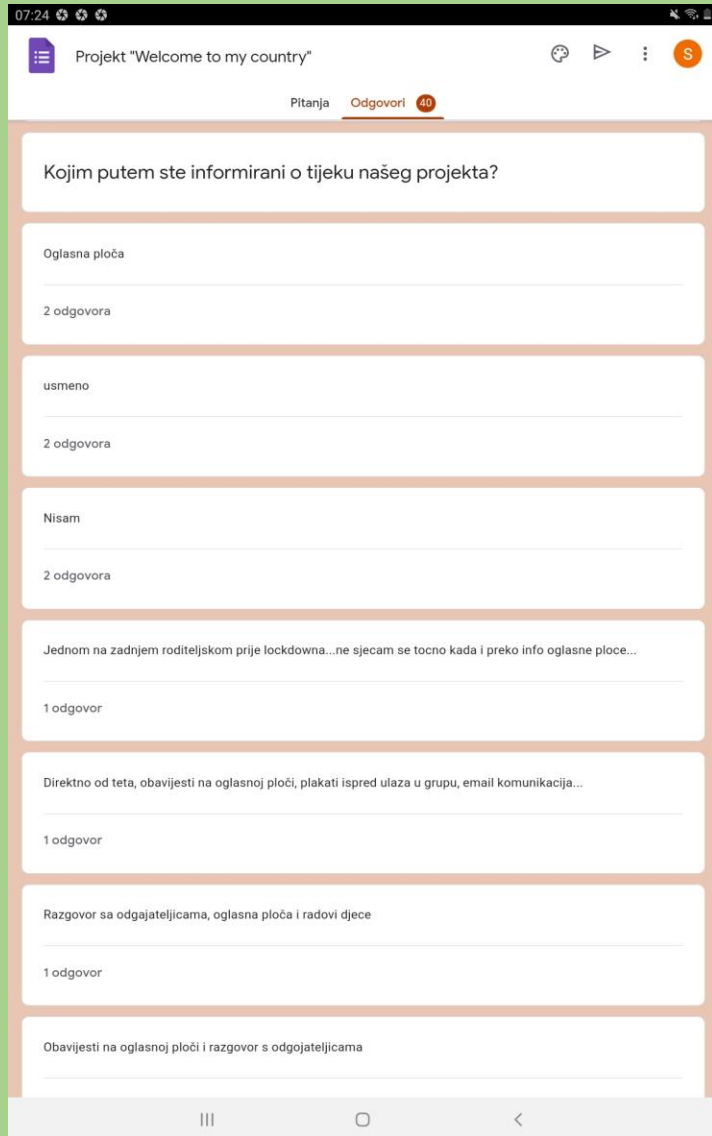 07:24
Projekt "Welcome to my country"
S
Pitanja Odgovori 40
Kojim putem ste informirani o tijeku našeg projekta?
Oglasna ploča
2 odgovora
usmeno
2 odgovora
Nisam
2 odgovora
Jednom na zadnjem roditeljskom prije lockdowna...ne sjecam se tocno kada i preko info oglasne ploce...
1 odgovor
Direktno od teta, obavijesti na oglasnoj ploči, plakati ispred ulaza u grupu, email komunikacija...
1 odgovor
Razgovor sa odgajateljicama, oglasna ploča i radovi djece
1 odgovor
Obavijesti na oglasnoj ploči i razgovor s odgojateljicama